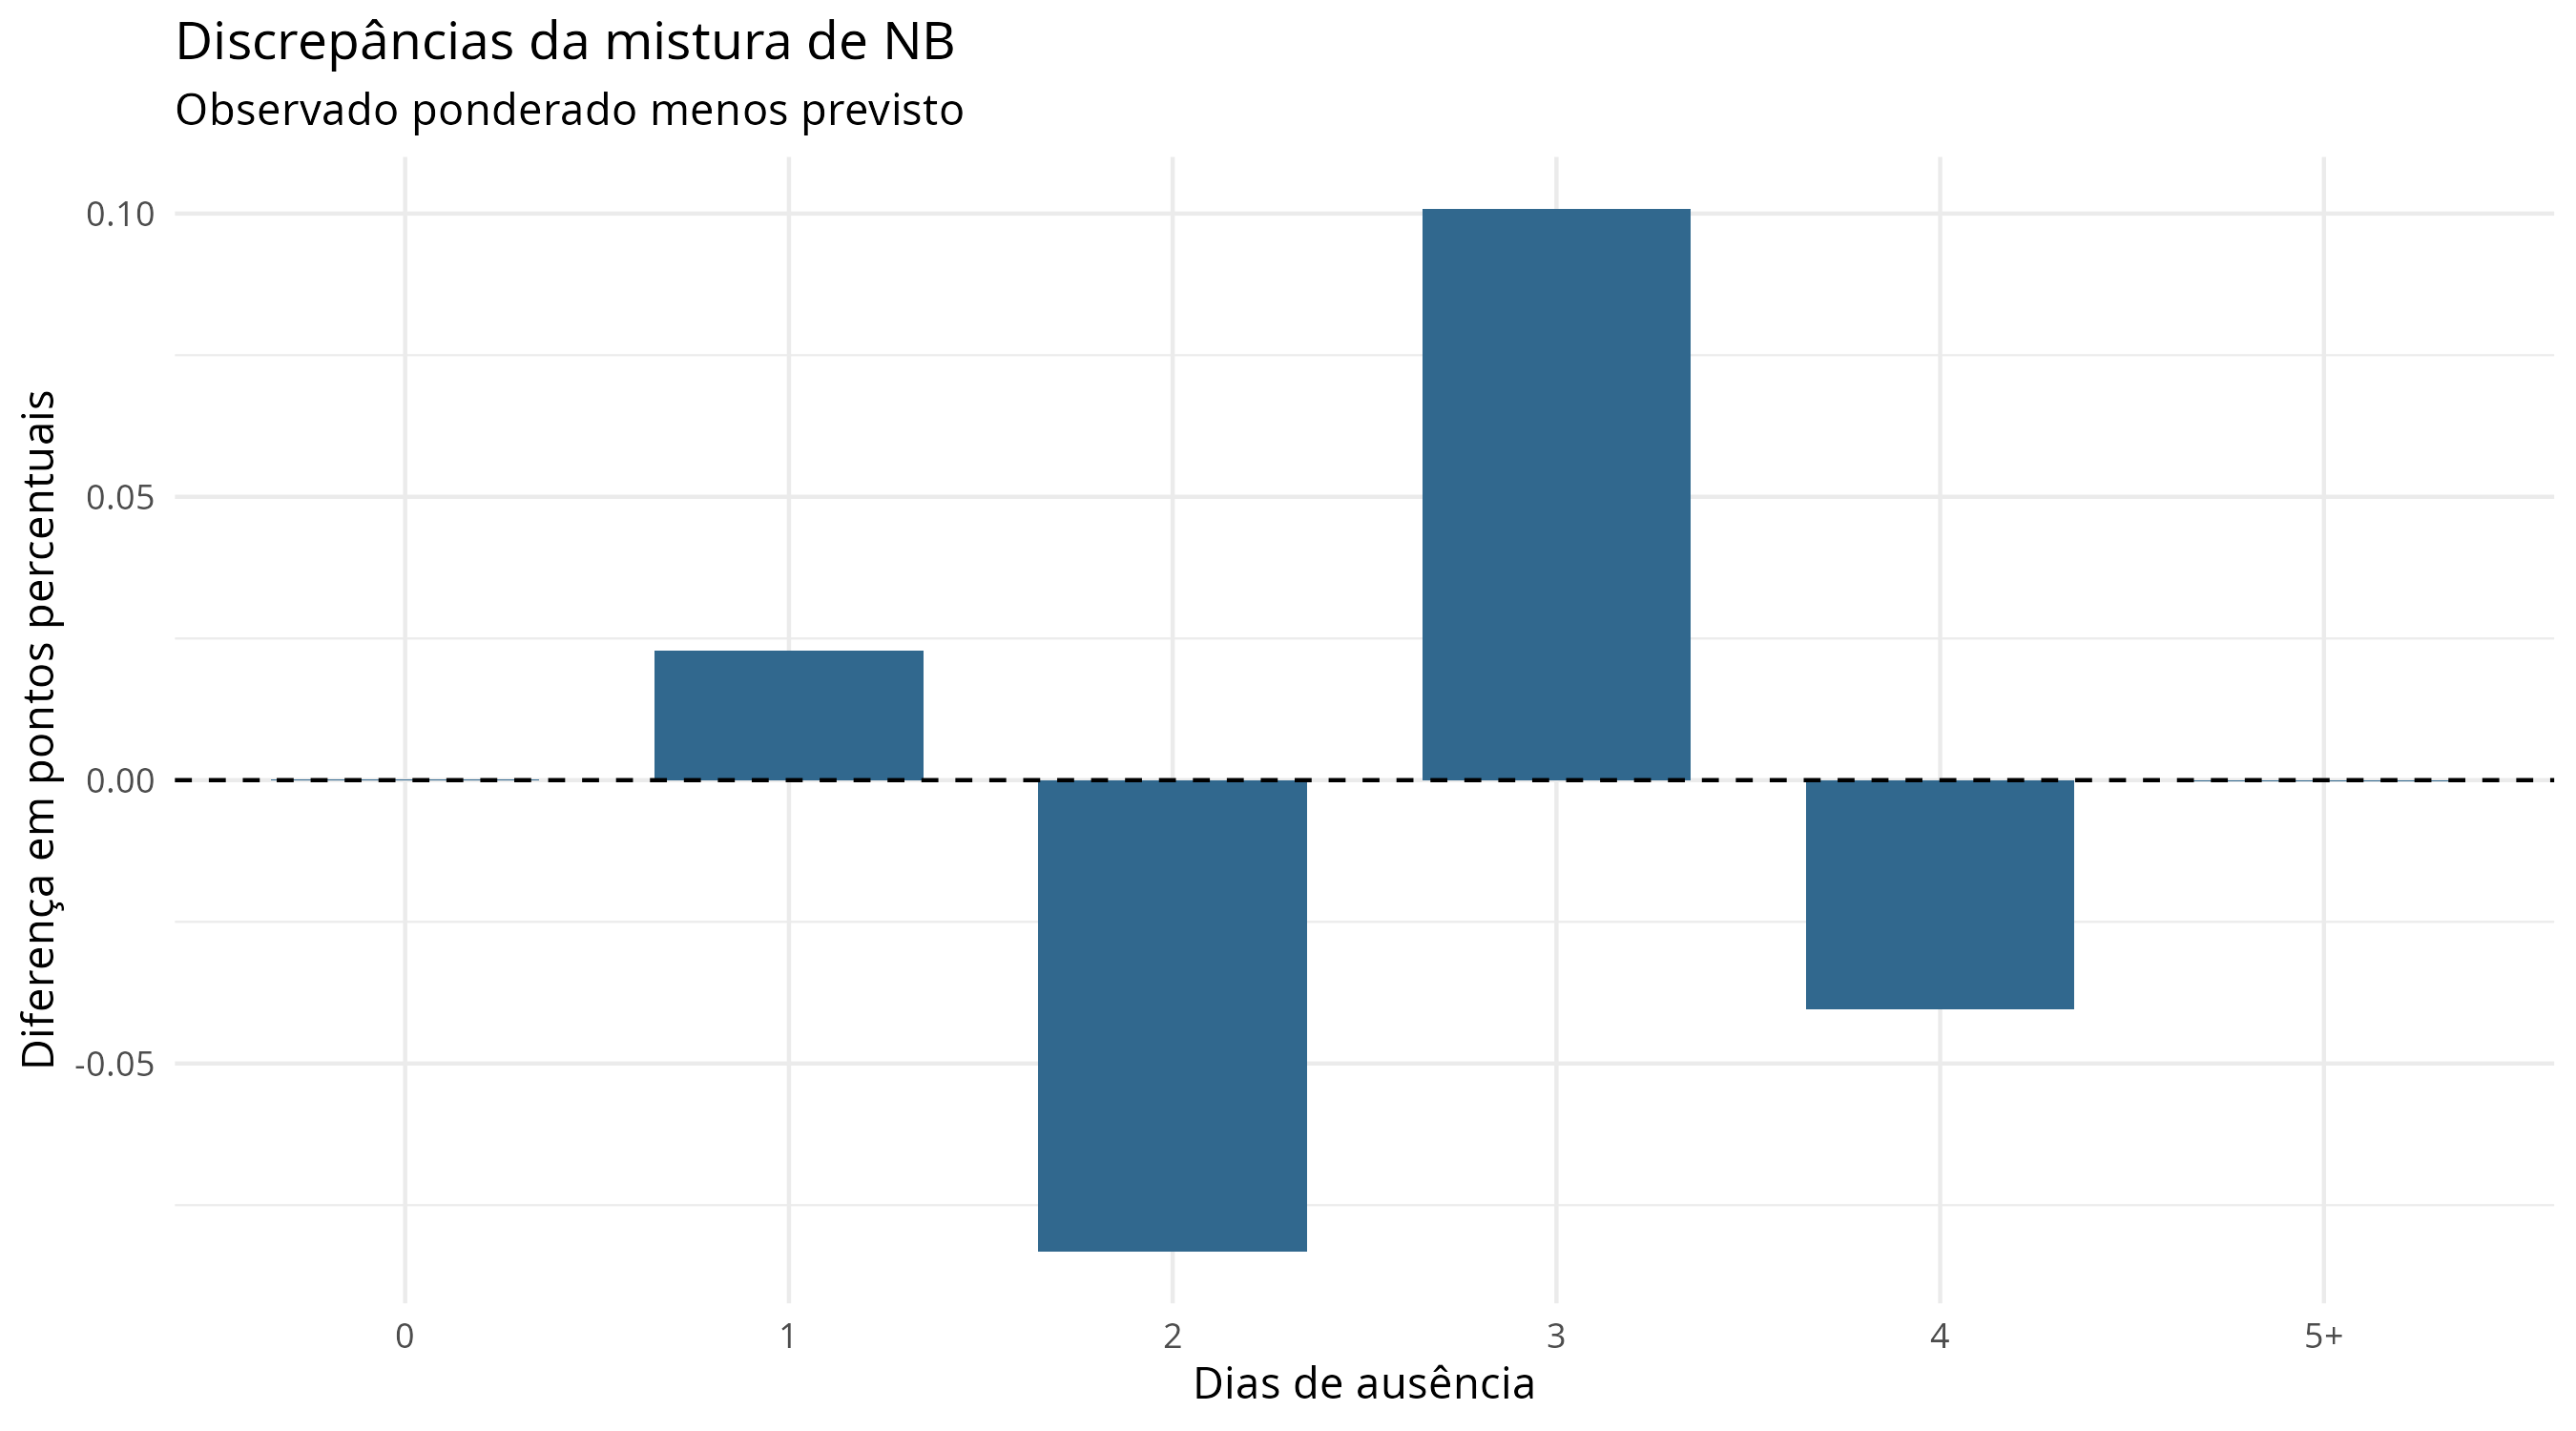 Discrepâncias da mistura de NB
Observado ponderado menos previsto
Diferença em pontos percentuais
0.10
0.05
0.00
-0.05
0 1 2 3 4 5+
Dias de ausência